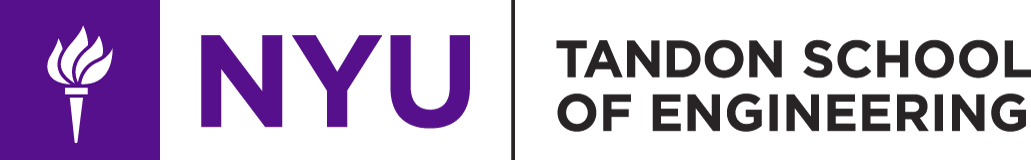 NYU
TANDON SCHOOL
OF ENGINEERING